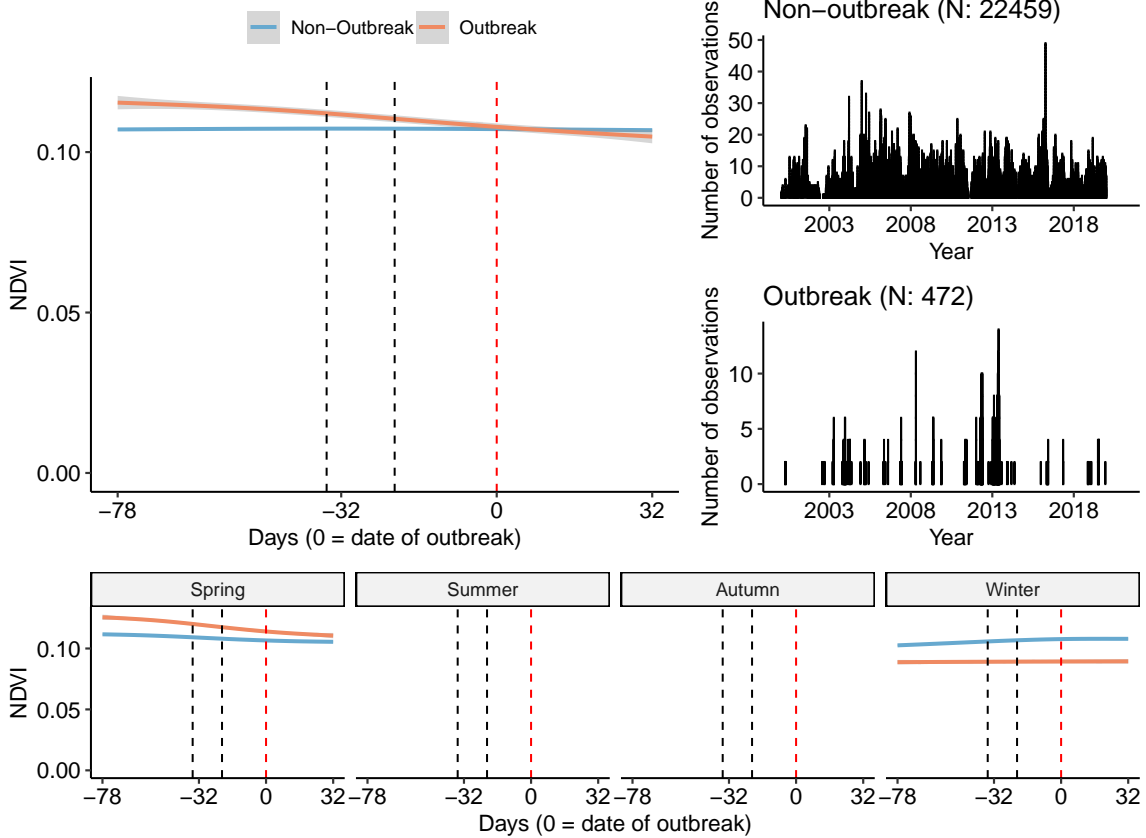 Non−Outbreak Outbreak
NDVI
0.10
0.05
0.00
−78 −32 0 32
Days (0 = date of outbreak)
Non−outbreak (N: 22459)
Number of observations
50
40
30
20
10
0
2003 2008 2013 2018
Year
Outbreak (N: 472)
Number of observations
10
5
0
2003 2008 2013 2018
Year
Spring Summer Autumn Winter
NDVI
0.10
0.05
0.00
−78 −32 0 32 −78 −32 0 32 −78 −32 0 32 −78 −32 0 32
Days (0 = date of outbreak)